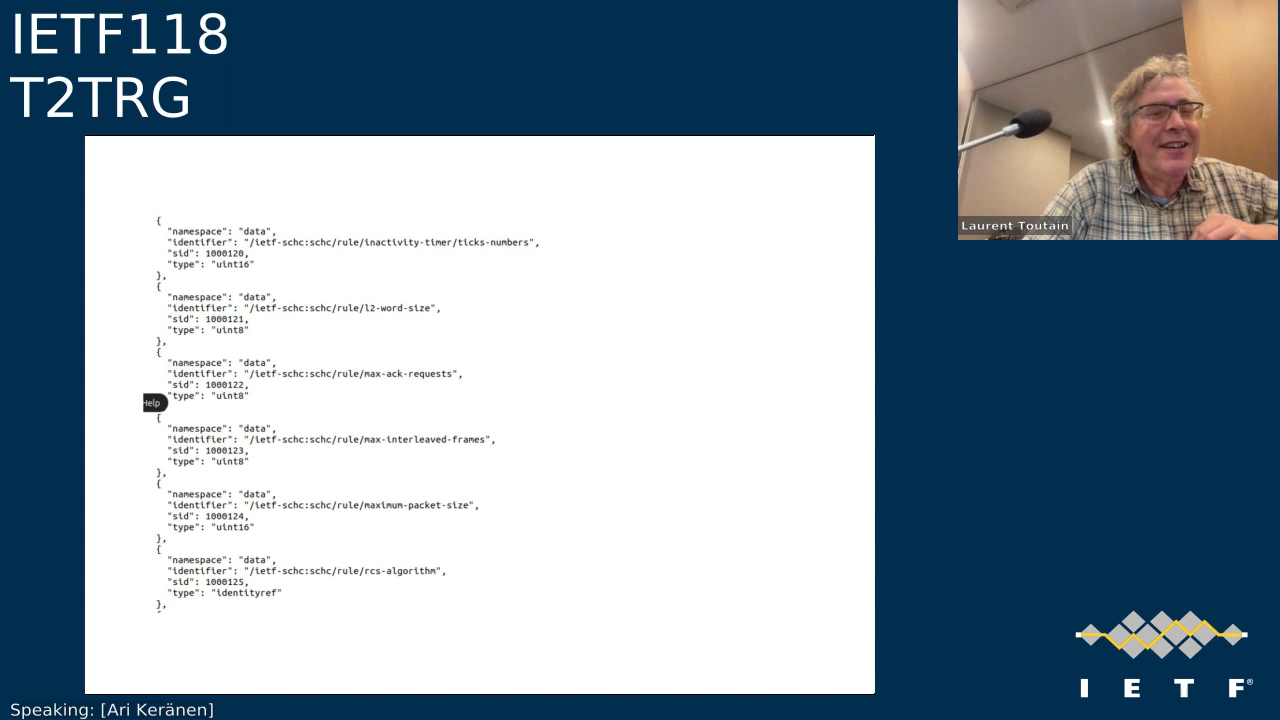 IETF118
T2TRG
{
"namespace": "data",
"identifier": "/ietf-schc:schc/rule/inactivity-timer/ticks-numbers",
"sid": 1000120,
"type": "uint16"
},
{
"namespace": "data",
"identifier": "/ietf-schc:schc/rule/l2-word-size",
"sid": 1000121,
"type": "uint8"
},
{
"namespace": "data",
"identifier": "/ietf-schc:schc/rule/max-ack-requests",
"sid": 1000122,
"type": "uint8"
Help
{
"namespace": "data",
"identifier": "/ietf-schc:schc/rule/max-interleaved-frames",
"sid": 1000123,
"type": "uint8"
},
{
"namespace": "data",
"identifier": "/ietf-schc:schc/rule/maximum-packet-size",
"sid": 1000124,
"type": "uint16"
},
{
"namespace": "data",
"identifier": "/ietf-schc:schc/rule/rcs-algorithm",
"sid": 1000125,
"type": "identityref"
},
Laurent Toutain
I E T F®
Speaking: [Ari Keränen]